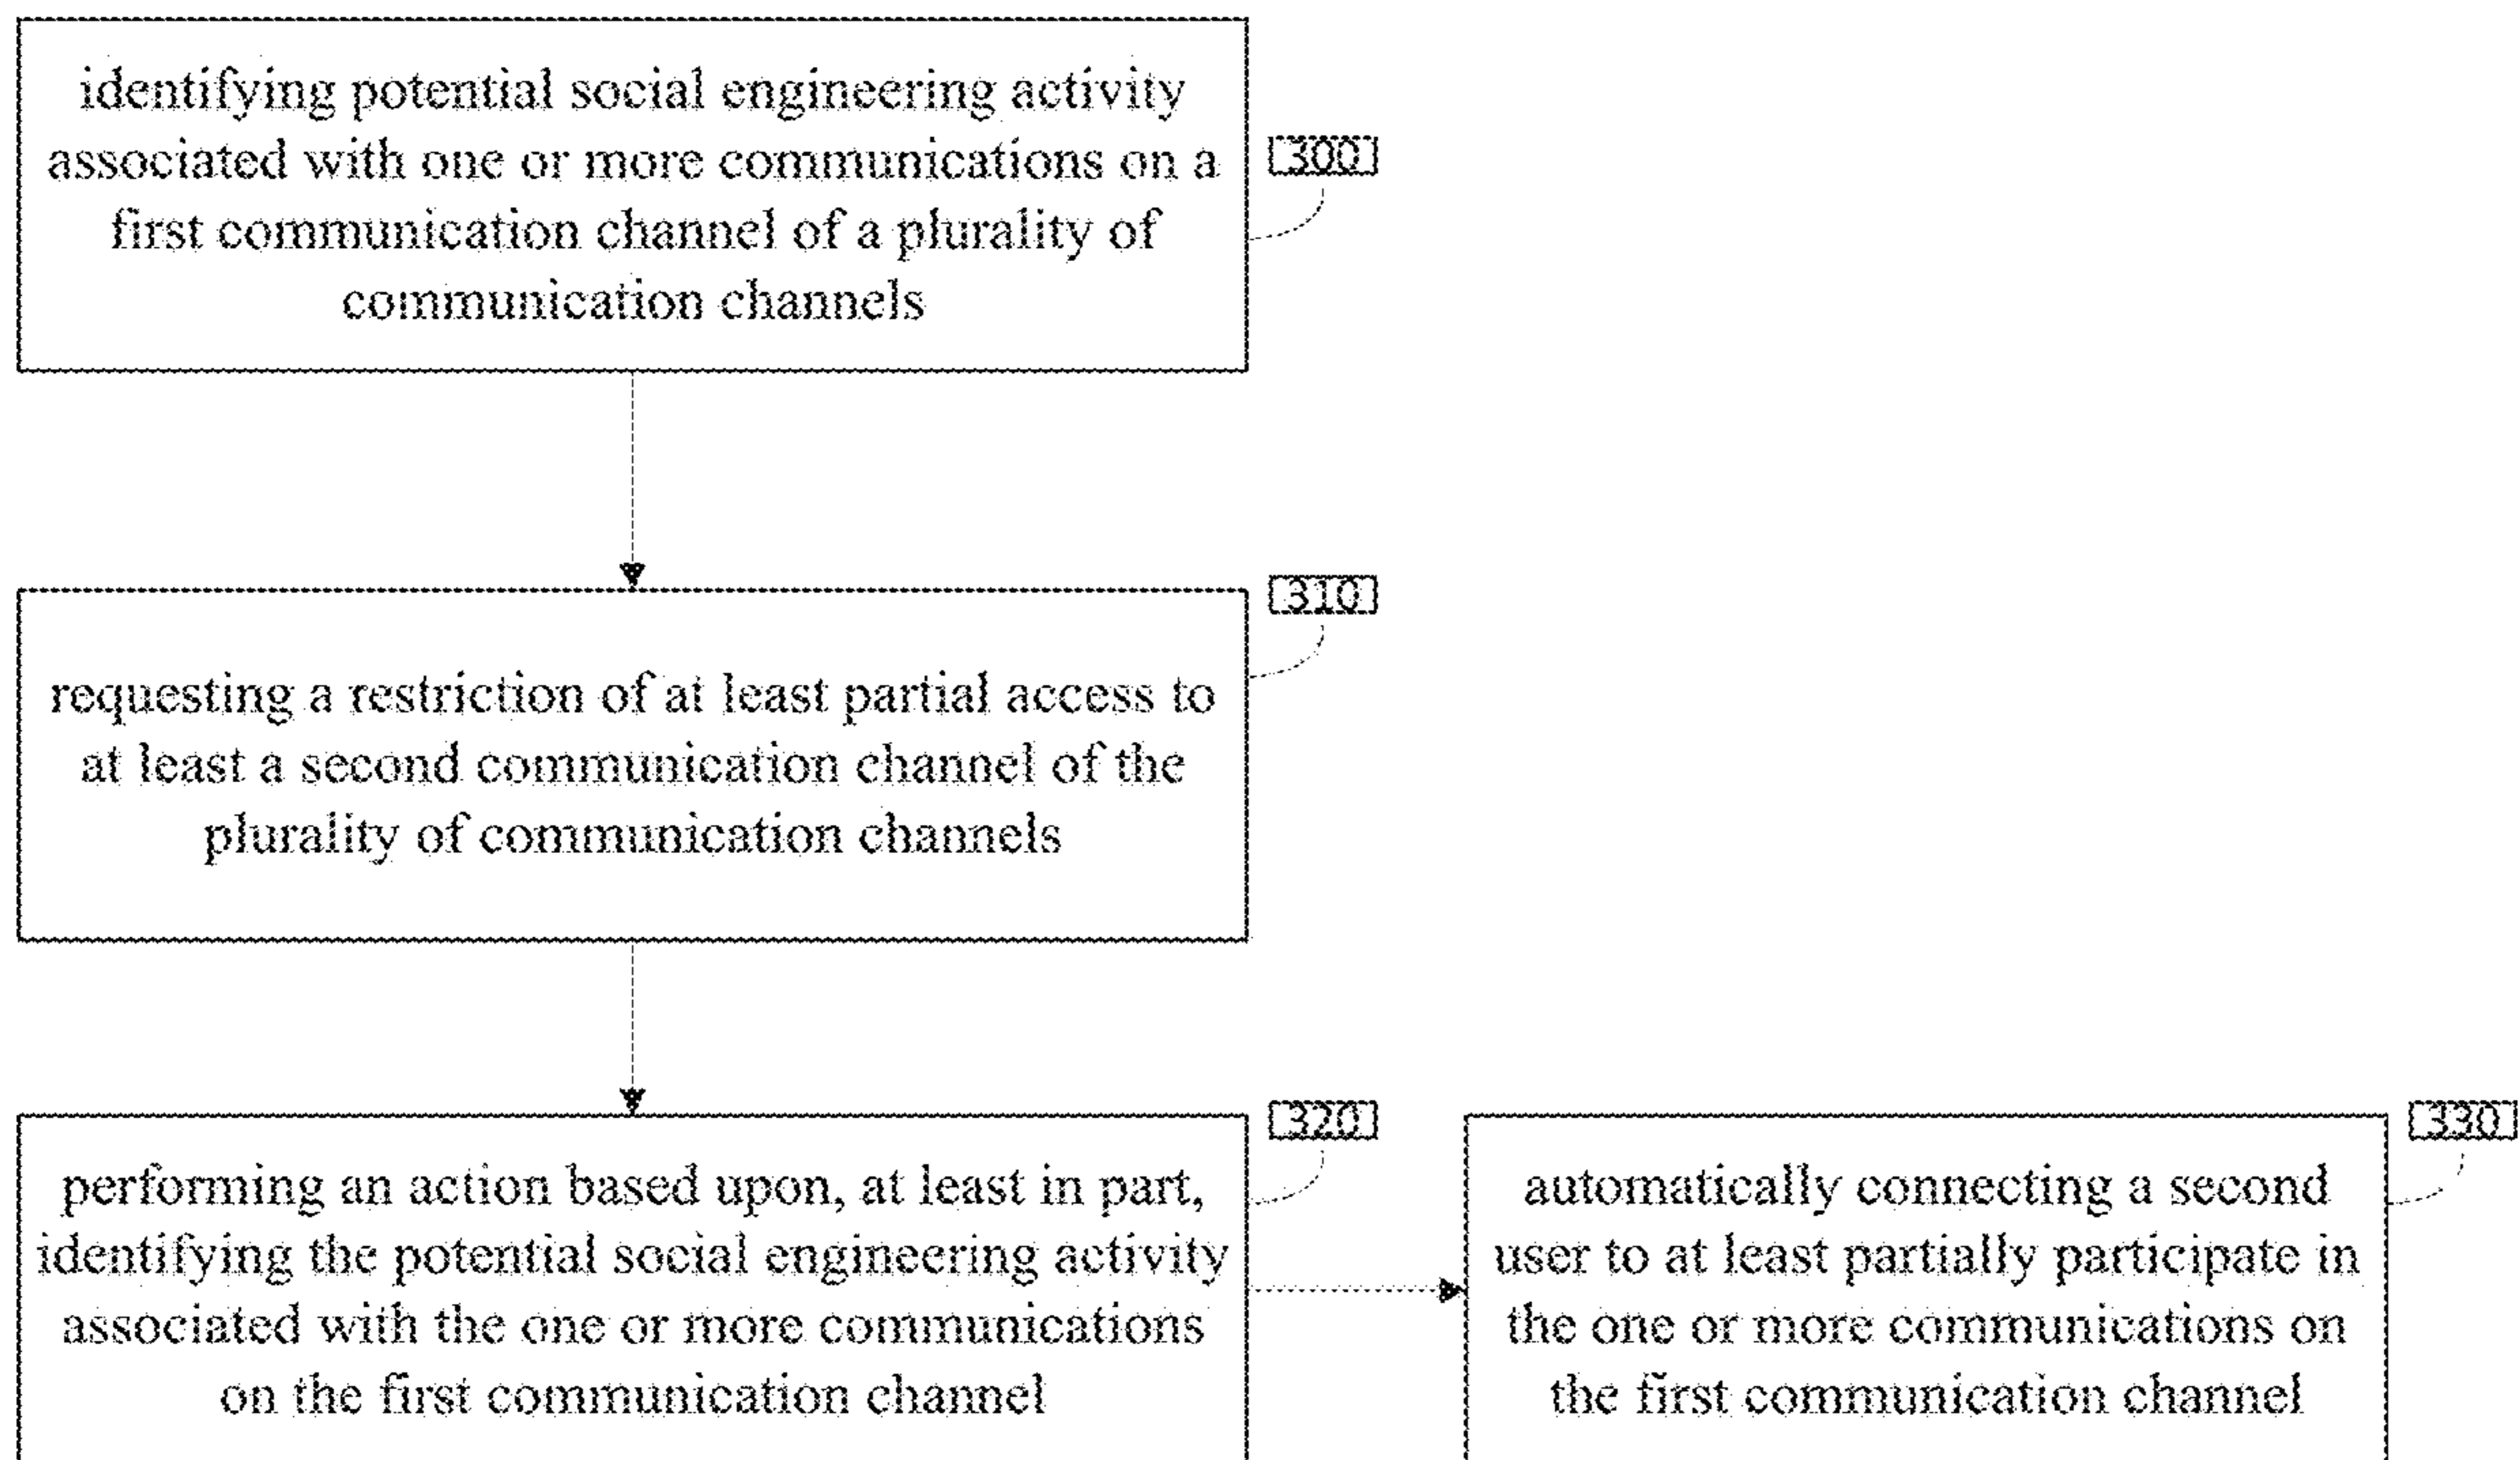 identifying potential social engineering activity
associated with one or more communications on a
first communication channel of a plurality of
communication channels
300
requesting a restriction of at least partial access to
at least a second communication channel of the
plurality of communication channels
310
performing an action based upon, at least in part,
identifying the potential social engineering activity
associated with the one or more communications
on the first communication channel
320
automatically connecting a second
user to at least partially participate in
the one or more communications on
the first communication channel
330